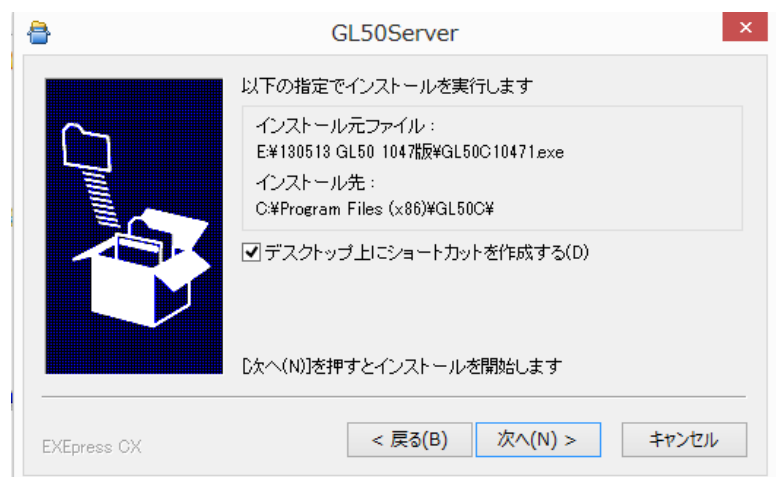 GL50Server
以下の指定でインストールを実行します
インストール元ファイル：
E:¥130513 GL50 1047版¥GL50C10471.exe
インストール先：
C:¥Program Files (x86)¥GL50C¥
デスクトップ上にショートカットを作成する(D)
[次へ(N)]を押すとインストールを開始します
EXEpress CX
< 戻る(B)
次へ(N) >
キャンセル